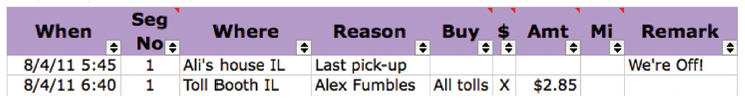 When Seg No Where Reason Buy $ Amt Mi Remark
8/4/11 5:45 1 Ali's house IL Last pick-up We're Off!
8/4/11 6:40 1 Toll Booth IL Alex Fumbles All tolls X $2.85